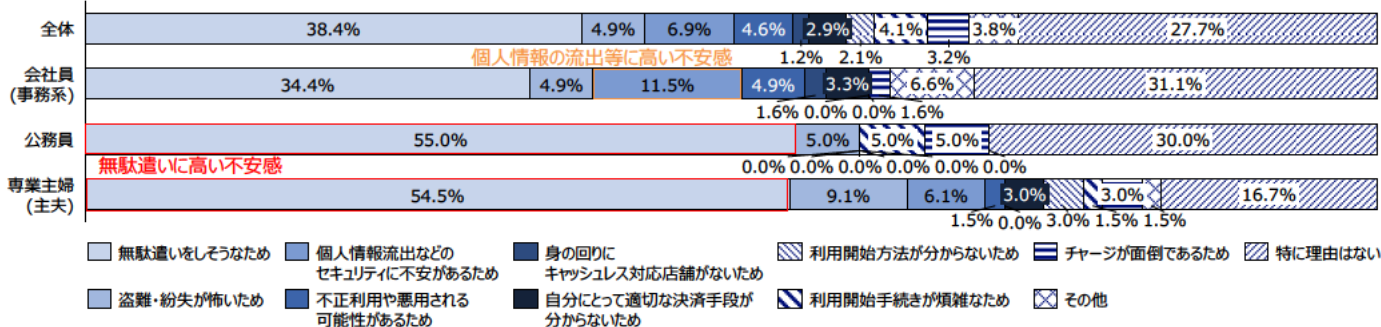 全体
38.4%
4.9%
6.9%
4.6%
2.9%
4.1%
3.8%
27.7%
個人情報の流出等に高い不安感
1.2%
2.1%
3.2%
会社員
(事務系)
34.4%
4.9%
11.5%
4.9%
3.3%
6.6%
31.1%
1.6% 0.0% 0.0% 1.6%
公務員
55.0%
5.0%
5.0%
5.0%
30.0%
無駄遣いに高い不安感
0.0% 0.0% 0.0% 0.0% 0.0% 0.0%
専業主婦
(主夫)
54.5%
9.1%
6.1%
3.0%
3.0%
16.7%
1.5% 0.0% 3.0% 1.5% 1.5%
無駄遣いをしそうなため
個人情報流出などの
セキュリティに不安があるため
身の回りに
キャッシュレス対応店舗がないため
利用開始方法が分からないため
チャージが面倒であるため
特に理由はない
盗難・紛失が怖いため
不正利用や悪用される
可能性があるため
自分にとって適切な決済手段が
分からないため
利用開始手続きが煩雑なため
その他